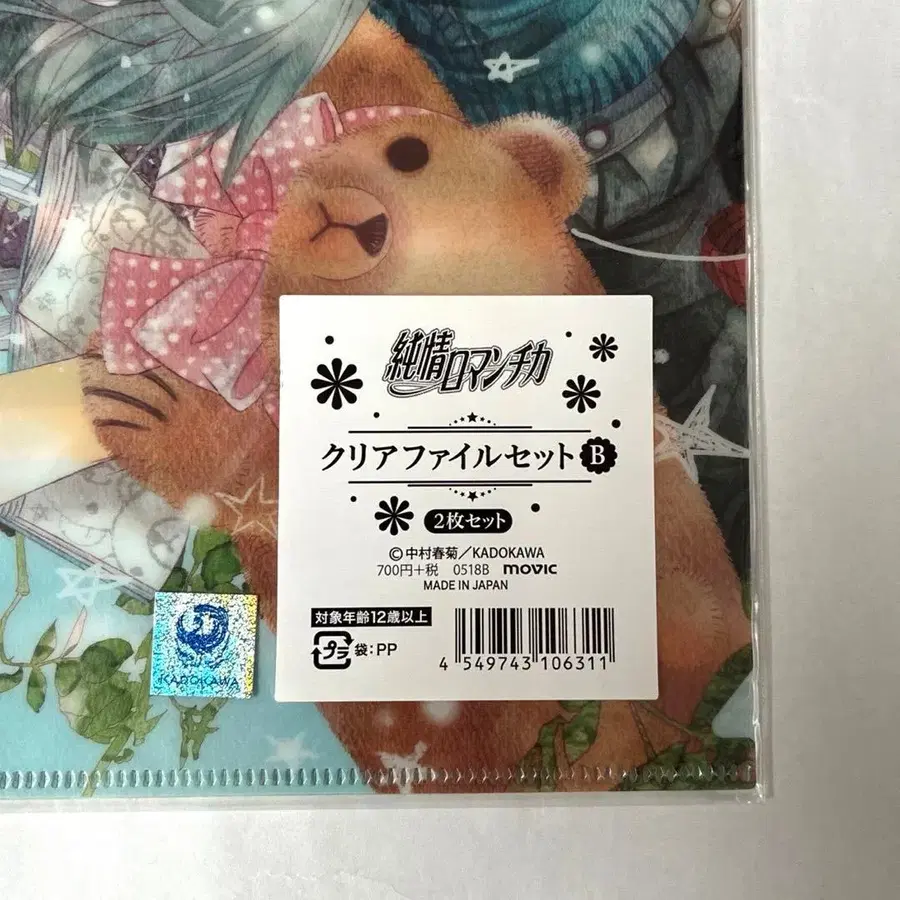 純情ロマンチカ
クリアファイルセット B
2枚セット
©中村春菊/KADOKAWA
700円+税 0518B movic
MADE IN JAPAN
対象年齢12歳以上
プラ 袋:PP
4 549743 106311
KADOKAWA